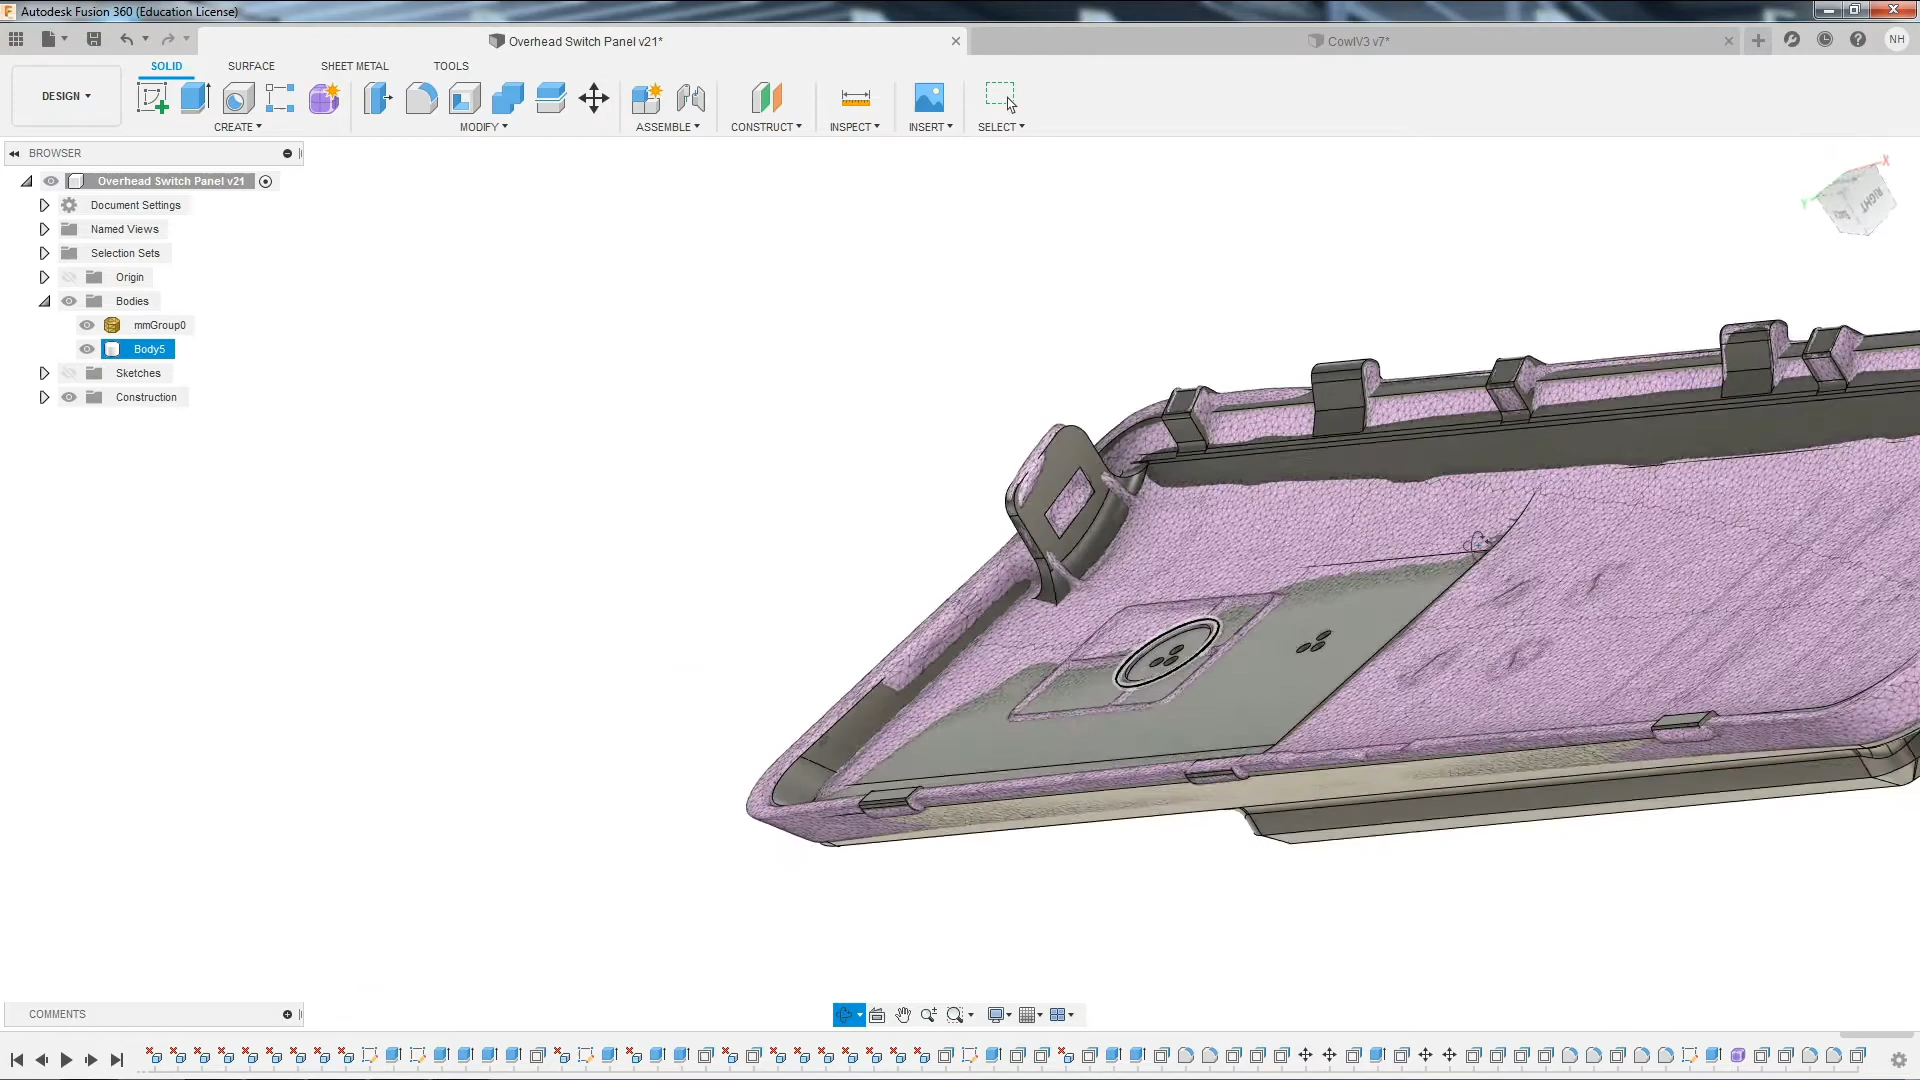 Autodesk Fusion 360 (Education License)
Overhead Switch Panel v21*
CowlV3 v7*
NH
DESIGN
SOLID
SURFACE
SHEET METAL
TOOLS
CREATE
MODIFY
ASSEMBLE
CONSTRUCT
INSPECT
INSERT
SELECT
BROWSER
Overhead Switch Panel v21
Document Settings
Named Views
Selection Sets
Origin
Bodies
mmGroup0
Body5
Sketches
Construction
X
Y
RIGHT
COMMENTS